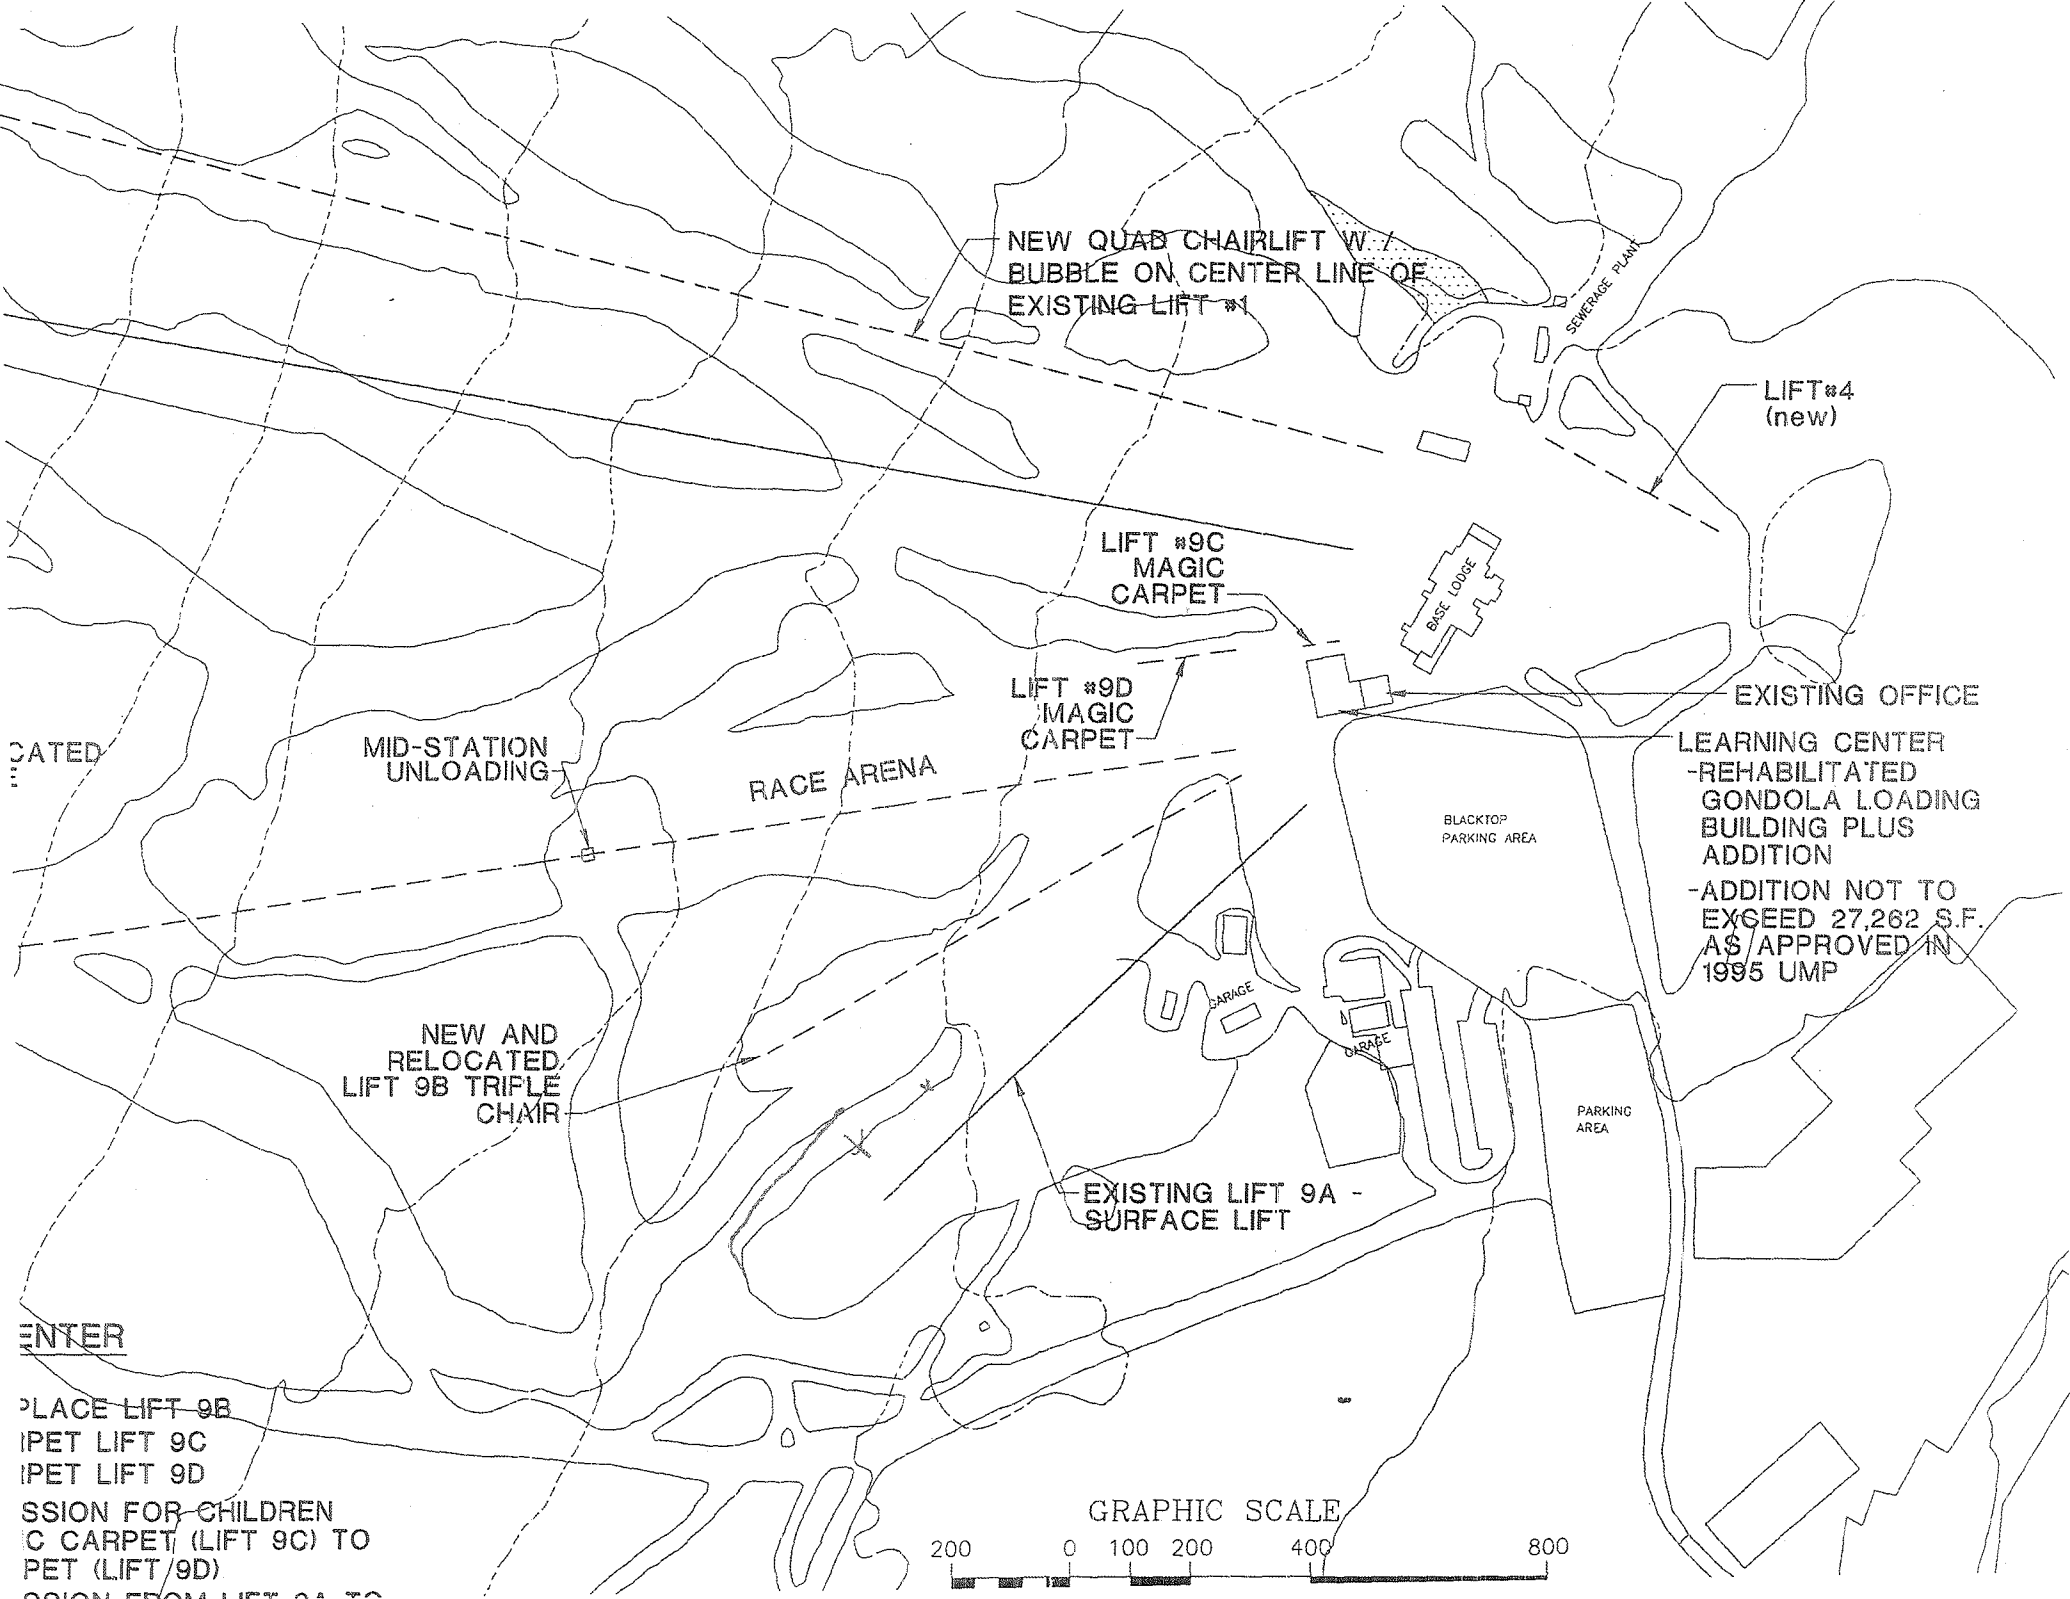 NEW QUAD CHAIRLIFT W /
BUBBLE ON CENTER LINE OF
EXISTING LIFT #1
SEWERAGE PLANT
LIFT#4
(new)
LIFT #9C
MAGIC
CARPET
BASE LODGE
LIFT #9D
MAGIC
CARPET
EXISTING OFFICE
LEARNING CENTER
-REHABILITATED
GONDOLA LOADING
BUILDING PLUS
ADDITION
-ADDITION NOT TO
EXCEED 27,262 S.F.
AS APPROVED IN
1995 UMP
CATED
MID-STATION
UNLOADING
RACE ARENA
BLACKTOP
PARKING AREA
GARAGE
GARAGE
NEW AND
RELOCATED
LIFT 9B TRIPLE
CHAIR
PARKING
AREA
EXISTING LIFT 9A -
SURFACE LIFT
ENTER
PLACE LIFT 9B
PET LIFT 9C
PET LIFT 9D
SSION FOR CHILDREN
C CARPET (LIFT 9C) TO
PET (LIFT 9D)
SSION FROM LIFT 9A TO
GRAPHIC SCALE
200 0 100 200 400 800